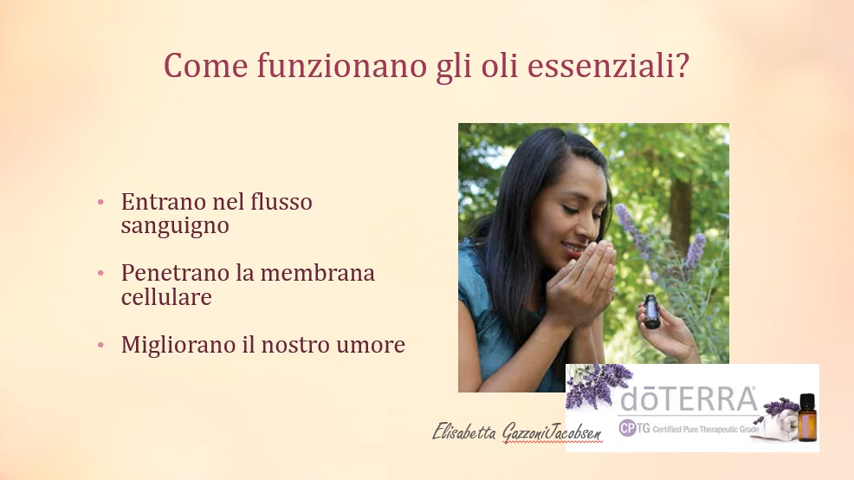 Come funzionano gli oli essenziali?
• Entrano nel flusso
sanguigno
• Penetrano la membrana
cellulare
• Migliorano il nostro umore
dōTERRA®
CPTG Certified Pure Therapeutic Grade
Elisabetta GazzoniJacobsen